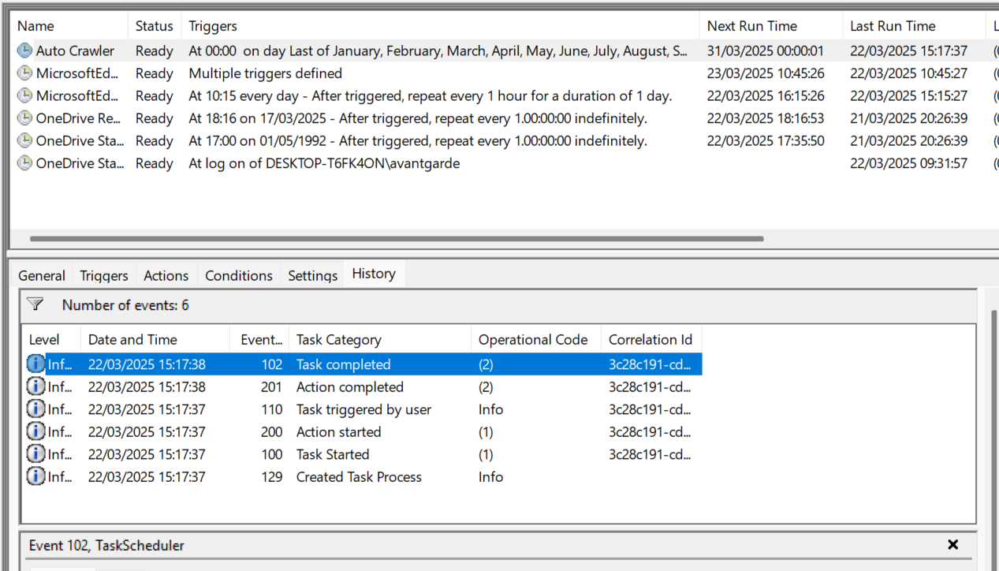 Name Status Triggers Next Run Time Last Run Time L
Auto Crawler Ready At 00:00 on day Last of January, February, March, April, May, June, July, August, S... 31/03/2025 00:00:01 22/03/2025 15:17:37 (0
MicrosoftEd... Ready Multiple triggers defined 23/03/2025 10:45:26 22/03/2025 10:45:27 (0
MicrosoftEd... Ready At 10:15 every day - After triggered, repeat every 1 hour for a duration of 1 day. 22/03/2025 16:15:26 22/03/2025 15:15:27 (0
OneDrive Re... Ready At 18:16 on 17/03/2025 - After triggered, repeat every 1.00:00:00 indefinitely. 22/03/2025 18:16:53 21/03/2025 20:26:39 (0
OneDrive Sta... Ready At 17:00 on 01/05/1992 - After triggered, repeat every 1.00:00:00 indefinitely. 22/03/2025 17:35:50 21/03/2025 20:26:39 (0
OneDrive Sta... Ready At log on of DESKTOP-T6FK4ON\avantgarde 22/03/2025 09:31:57 (0
General Triggers Actions Conditions Settings History
Number of events: 6
Level Date and Time Event... Task Category Operational Code Correlation Id
Inf... 22/03/2025 15:17:38 102 Task completed (2) 3c28c191-cd...
Inf... 22/03/2025 15:17:38 201 Action completed (2) 3c28c191-cd...
Inf... 22/03/2025 15:17:37 110 Task triggered by user Info 3c28c191-cd...
Inf... 22/03/2025 15:17:37 200 Action started (1) 3c28c191-cd...
Inf... 22/03/2025 15:17:37 100 Task Started (1) 3c28c191-cd...
Inf... 22/03/2025 15:17:37 129 Created Task Process Info
Event 102, TaskScheduler